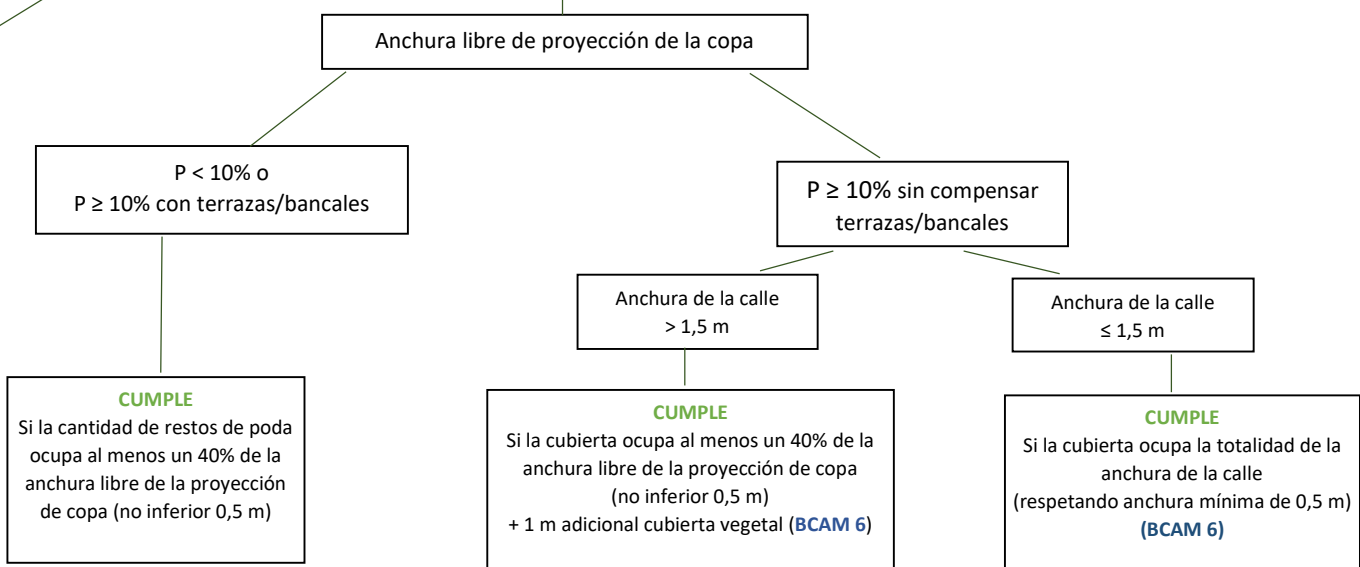 Anchura libre de proyección de la copa
P < 10% o
P ≥ 10% con terrazas/bancales
P ≥ 10% sin compensar
terrazas/bancales
Anchura de la calle
> 1,5 m
Anchura de la calle
≤ 1,5 m
CUMPLE
Si la cantidad de restos de poda
ocupa al menos un 40% de la
anchura libre de la proyección
de copa (no inferior 0,5 m)
CUMPLE
Si la cubierta ocupa al menos un 40% de la
anchura libre de la proyección de copa
(no inferior 0,5 m)
+ 1 m adicional cubierta vegetal (BCAM 6)
CUMPLE
Si la cubierta ocupa la totalidad de la
anchura de la calle
(respetando anchura mínima de 0,5 m)
(BCAM 6)